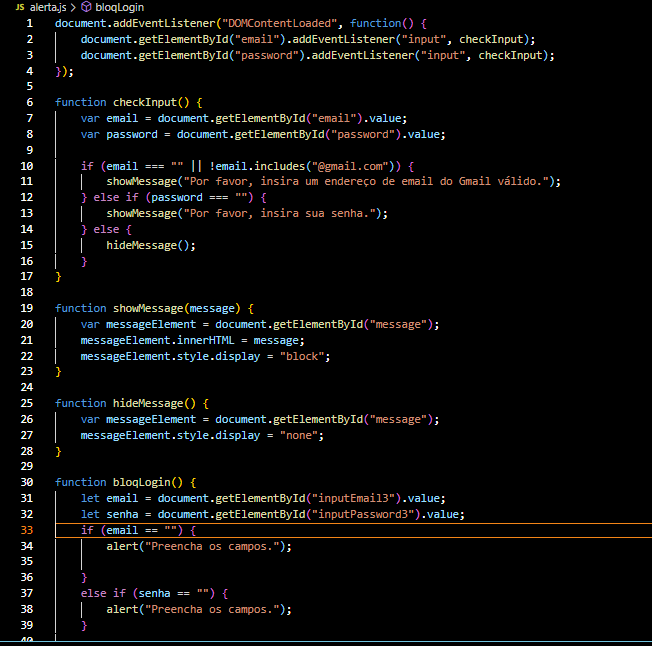 JS alerta.js > bloqLogin
1 document.addEventListener("DOMContentLoaded", function() {
2     document.getElementById("email").addEventListener("input", checkInput);
3     document.getElementById("password").addEventListener("input", checkInput);
4 });
5
6 function checkInput() {
7     var email = document.getElementById("email").value;
8     var password = document.getElementById("password").value;
9
10     if (email === "" || !email.includes("@gmail.com")) {
11         showMessage("Por favor, insira um endereço de email do Gmail válido.");
12     } else if (password === "") {
13         showMessage("Por favor, insira sua senha.");
14     } else {
15         hideMessage();
16     }
17 }
18
19 function showMessage(message) {
20     var messageElement = document.getElementById("message");
21     messageElement.innerHTML = message;
22     messageElement.style.display = "block";
23 }
24
25 function hideMessage() {
26     var messageElement = document.getElementById("message");
27     messageElement.style.display = "none";
28 }
29
30 function bloqLogin() {
31     let email = document.getElementById("inputEmail3").value;
32     let senha = document.getElementById("inputPassword3").value;
33     if (email == "") {
34         alert("Preencha os campos.");
35
36     }
37     else if (senha == "") {
38         alert("Preencha os campos.");
39     }
40